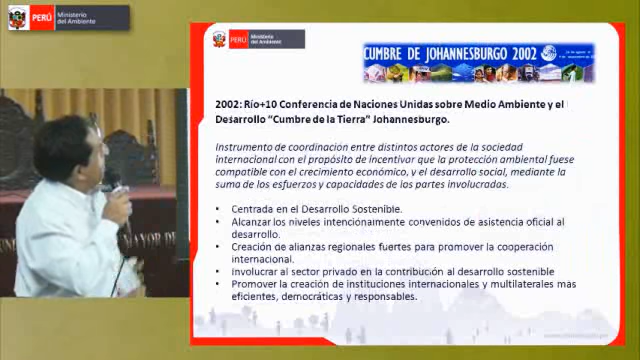 PERÚ
Ministerio
del Ambiente
PERÚ
Ministerio
del Ambiente
CUMBRE DE JOHANNESBURGO 2002
2002: Río+10 Conferencia de Naciones Unidas sobre Medio Ambiente y el
Desarrollo “Cumbre de la Tierra” Johannesburgo.
Instrumento de coordinación entre distintos actores de la sociedad
internacional con el propósito de incentivar que la protección ambiental fuese
compatible con el crecimiento económico, y el desarrollo social, mediante la
suma de los esfuerzos y capacidades de las partes involucradas.
• Centrada en el Desarrollo Sostenible.
• Alcanzar los niveles intencionalmente convenidos de asistencia oficial al
desarrollo.
• Creación de alianzas regionales fuertes para promover la cooperación
internacional.
• Involucrar al sector privado en la contribución al desarrollo sostenible
• Promover la creación de instituciones internacionales y multilaterales más
eficientes, democráticas y responsables.